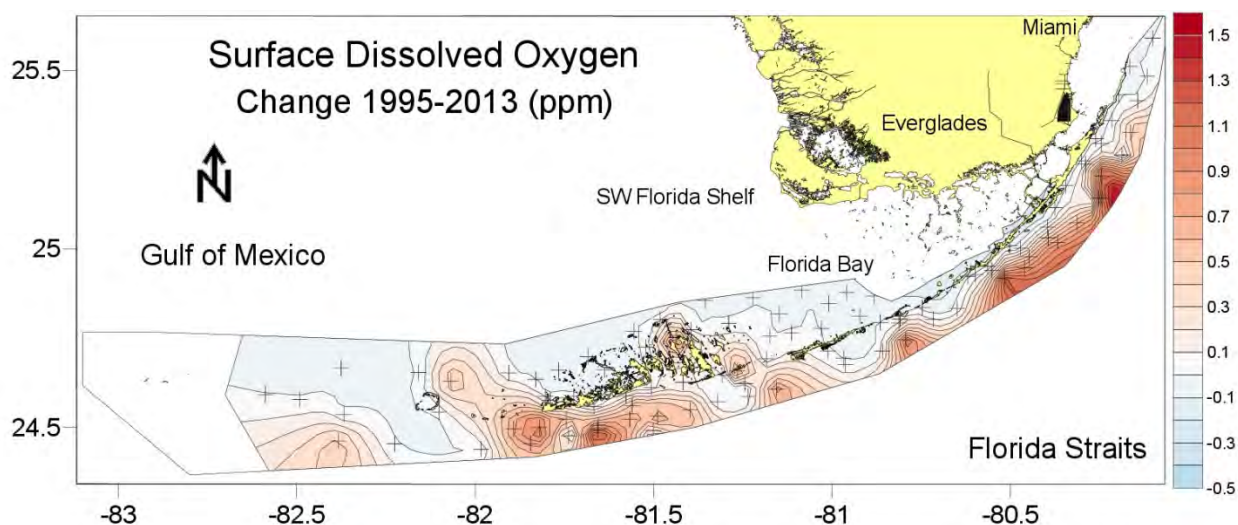 Surface Dissolved Oxygen
Change 1995-2013 (ppm)
N
Gulf of Mexico
Miami
Everglades
SW Florida Shelf
Florida Bay
Florida Straits
25.5
25
24.5
-83
-82.5
-82
-81.5
-81
-80.5
1.5
1.3
1.1
0.9
0.7
0.5
0.3
0.1
-0.1
-0.3
-0.5